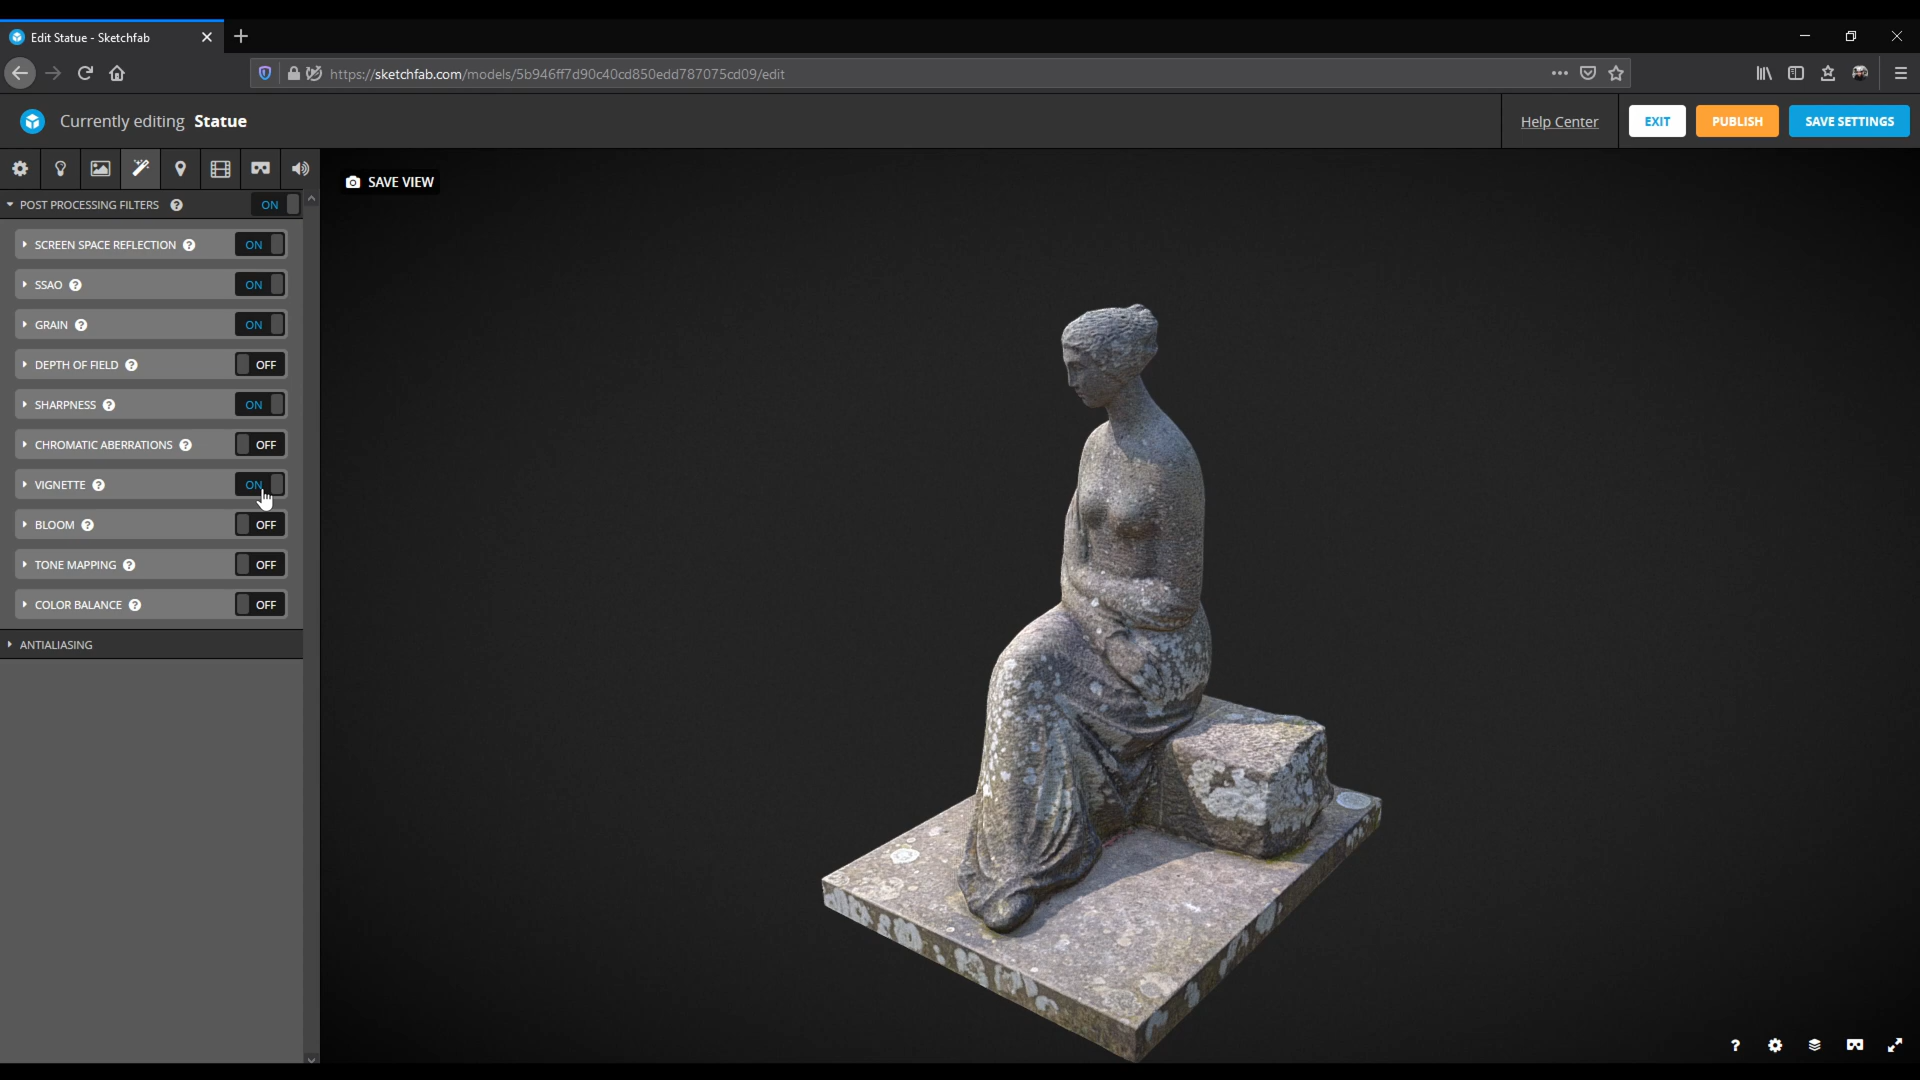 Edit Statue - Sketchfab
https://sketchfab.com/models/5b946ff7d90c40cd850edd787075cd09/edit
Currently editing Statue
Help Center
EXIT
PUBLISH
SAVE SETTINGS
POST PROCESSING FILTERS ? ON
SAVE VIEW
SCREEN SPACE REFLECTION ? ON
SSAO ? ON
GRAIN ? ON
DEPTH OF FIELD ? OFF
SHARPNESS ? ON
CHROMATIC ABERRATIONS ? OFF
VIGNETTE ? ON
BLOOM ? OFF
TONE MAPPING ? OFF
COLOR BALANCE ? OFF
ANTIALIASING
?